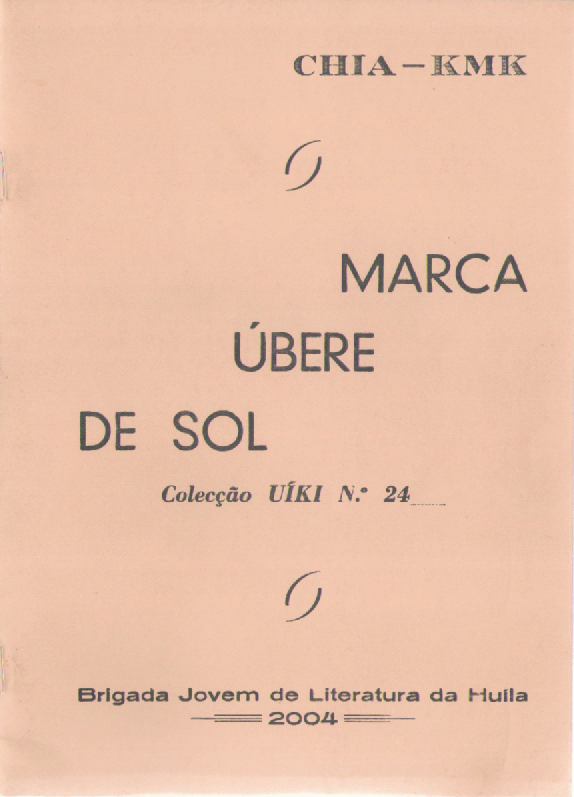 CHIA – KMK
MARCA
ÚBERE
DE SOL
Colecção UÍKI N.º 24
Brigada Jovem de Literatura da Huíla
2004